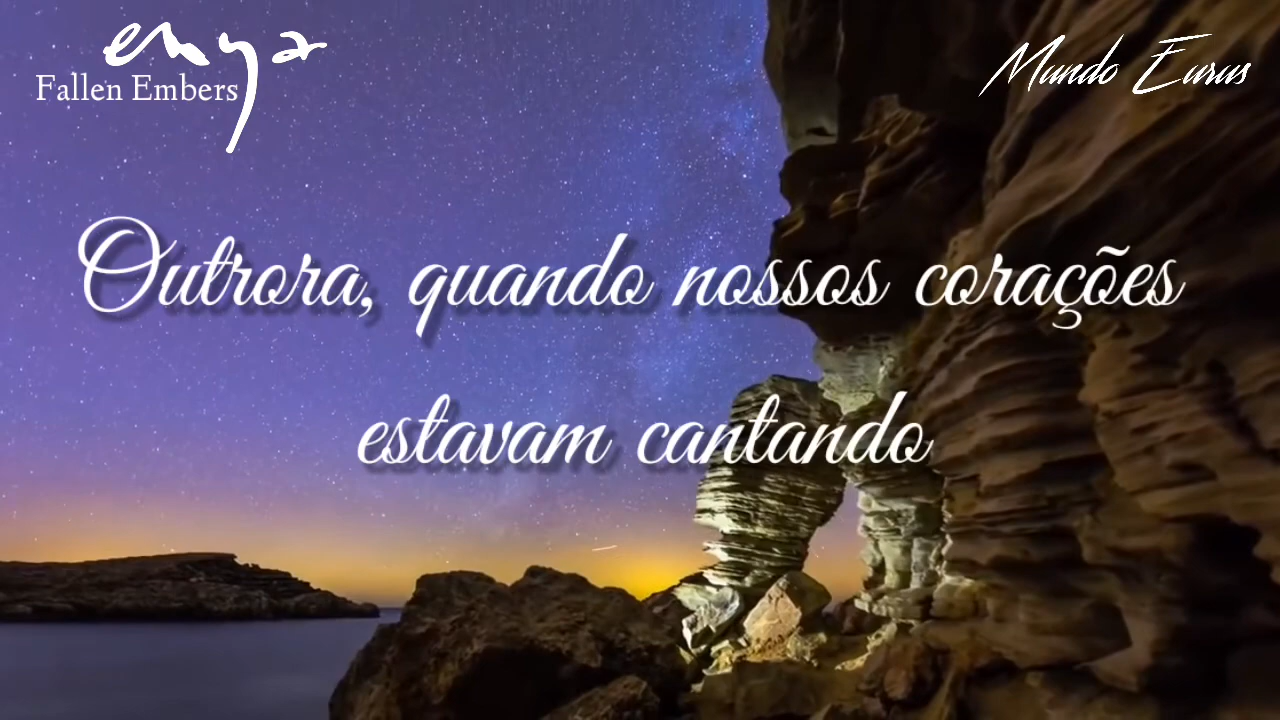 enya
Fallen Embers
Mundo Eurus
Outrora, quando nossos corações
estavam cantando